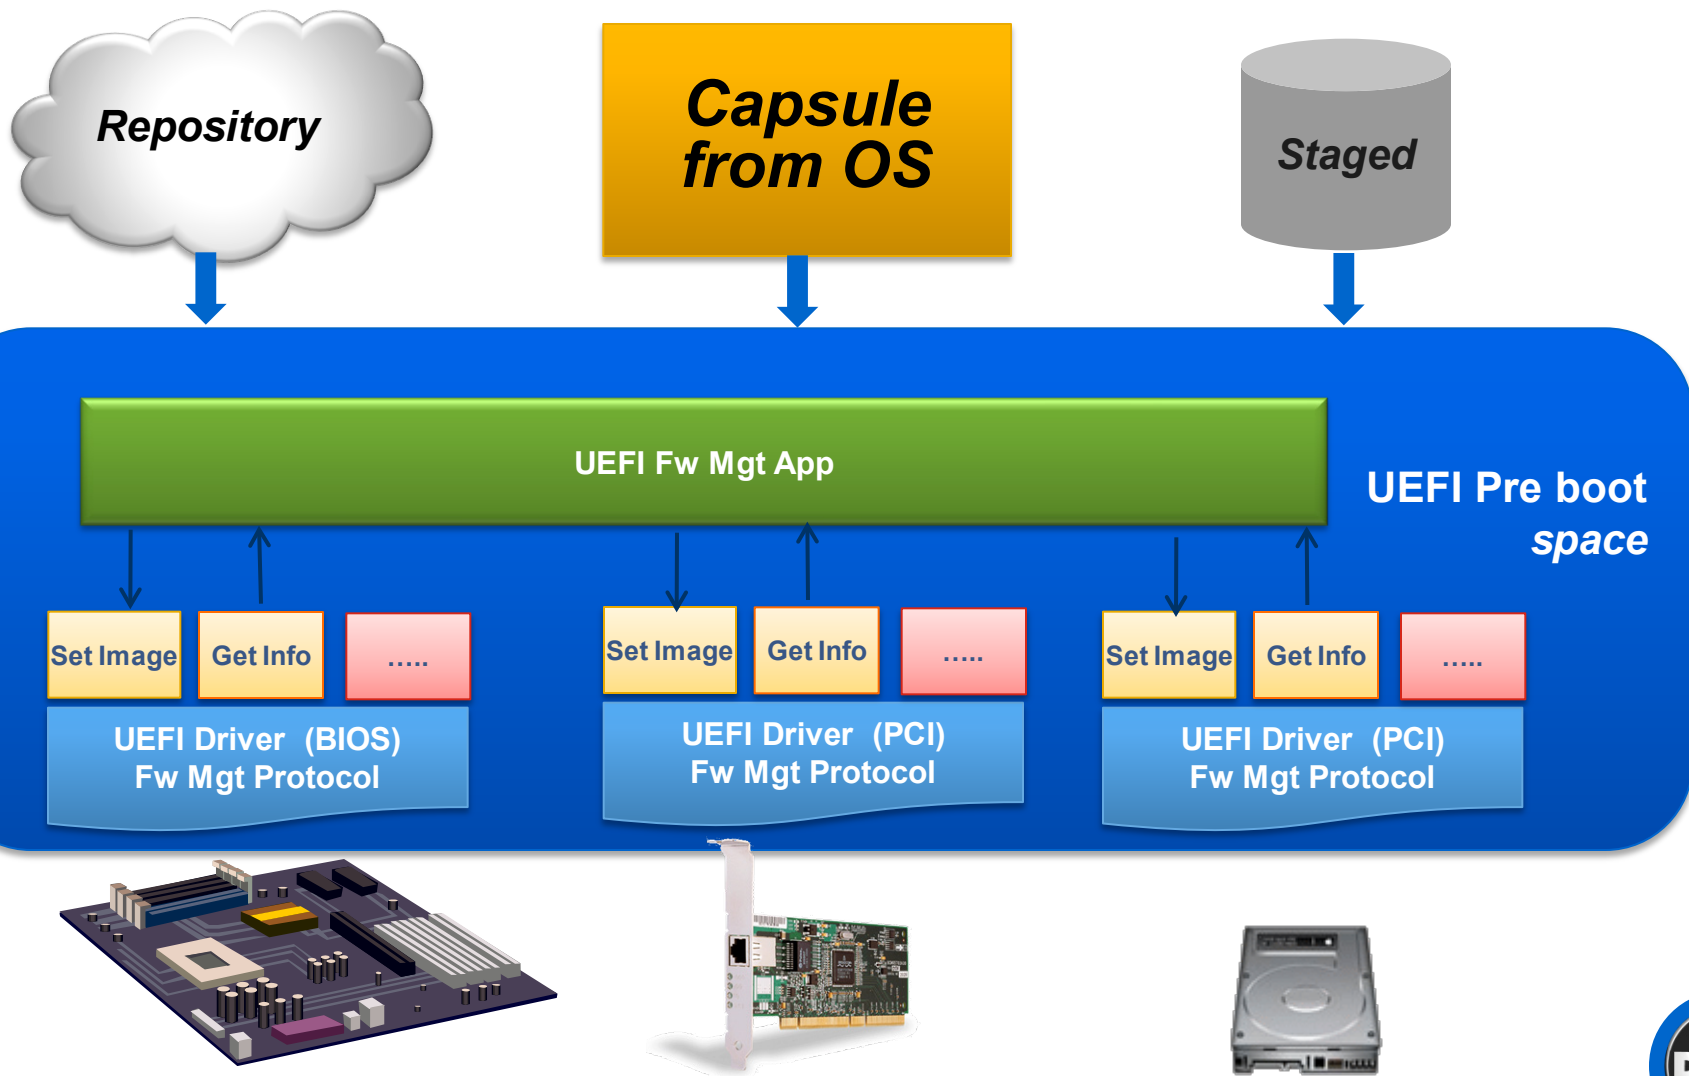 Repository
Capsule
from OS
Staged
UEFI Fw Mgt App
UEFI Pre boot
space
Set Image
Get Info
.....
Set Image
Get Info
.....
Set Image
Get Info
.....
UEFI Driver (BIOS)
Fw Mgt Protocol
UEFI Driver (PCI)
Fw Mgt Protocol
UEFI Driver (PCI)
Fw Mgt Protocol